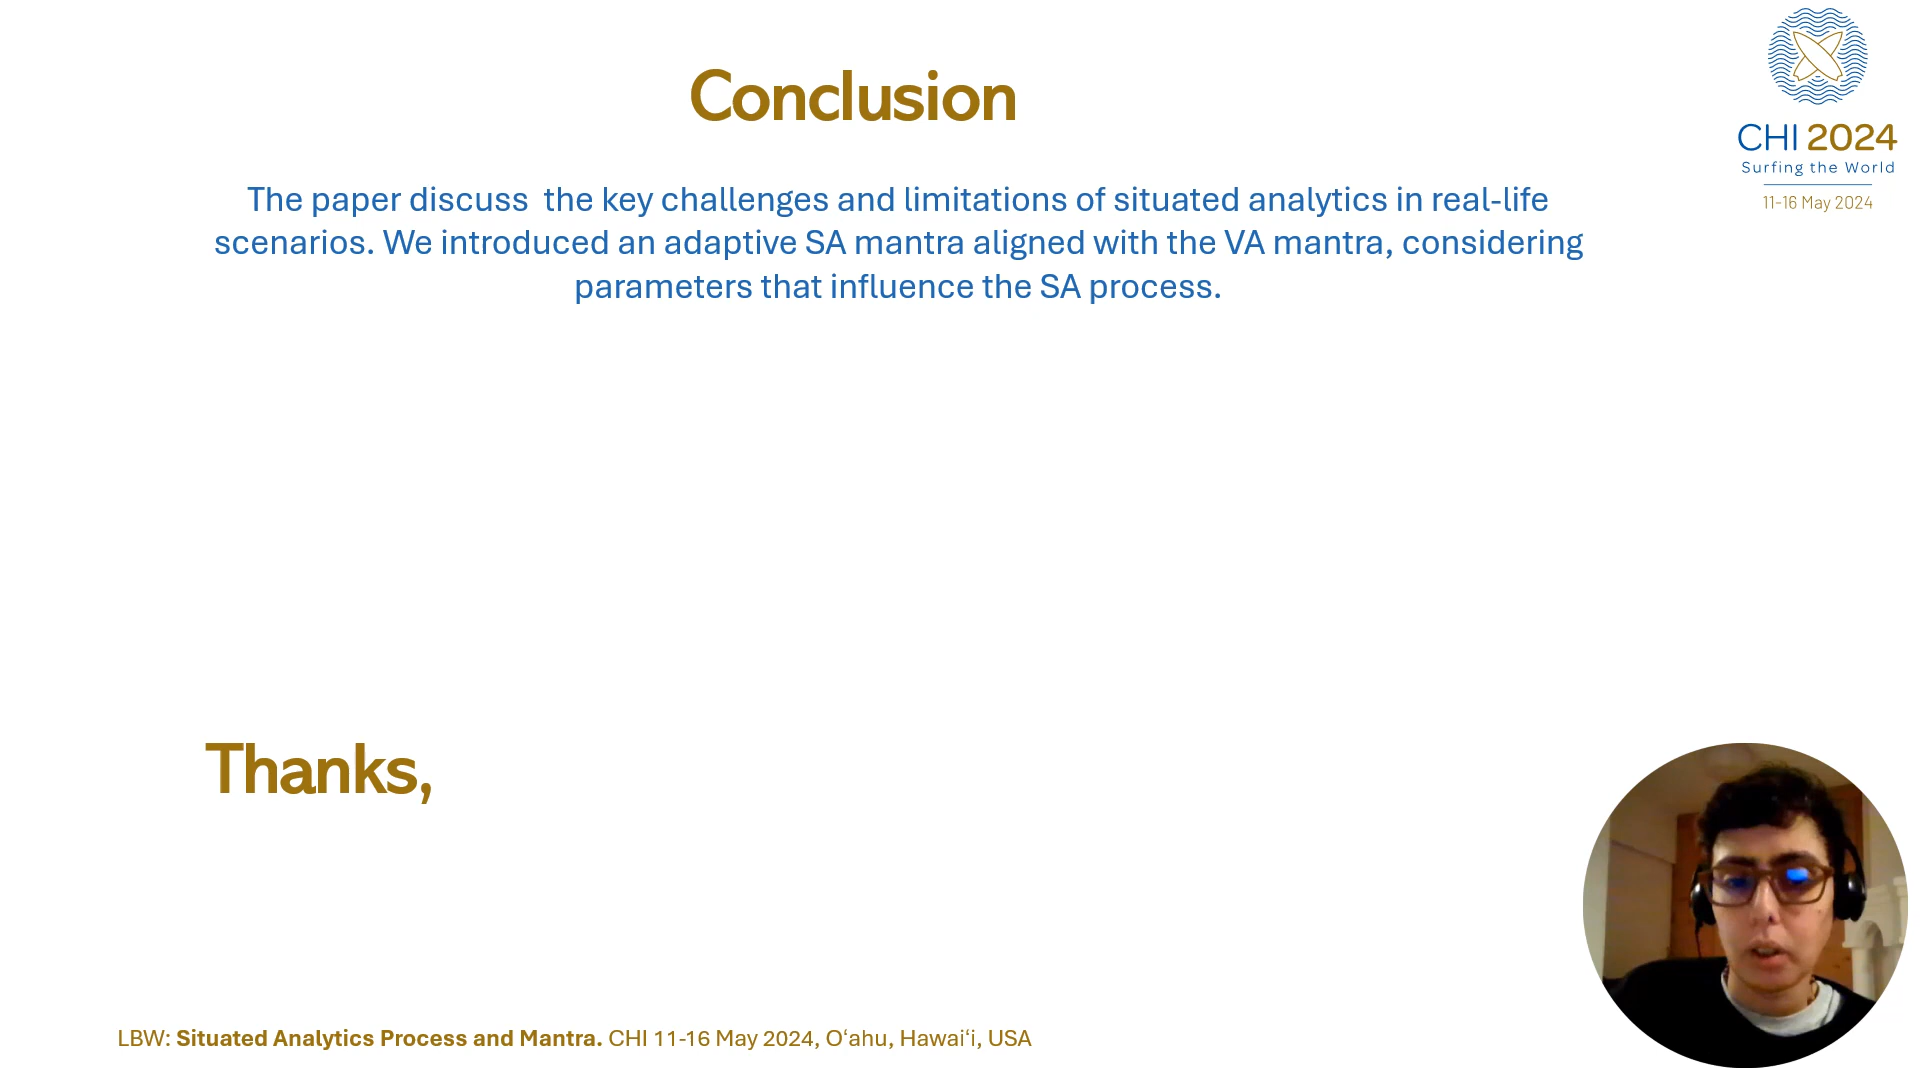 Conclusion
The paper discuss  the key challenges and limitations of situated analytics in real-life
scenarios. We introduced an adaptive SA mantra aligned with the VA mantra, considering
parameters that influence the SA process.
CHI 2024
Surfing the World
11-16 May 2024
Thanks,
LBW: Situated Analytics Process and Mantra. CHI 11-16 May 2024, Oʻahu, Hawaiʻi, USA